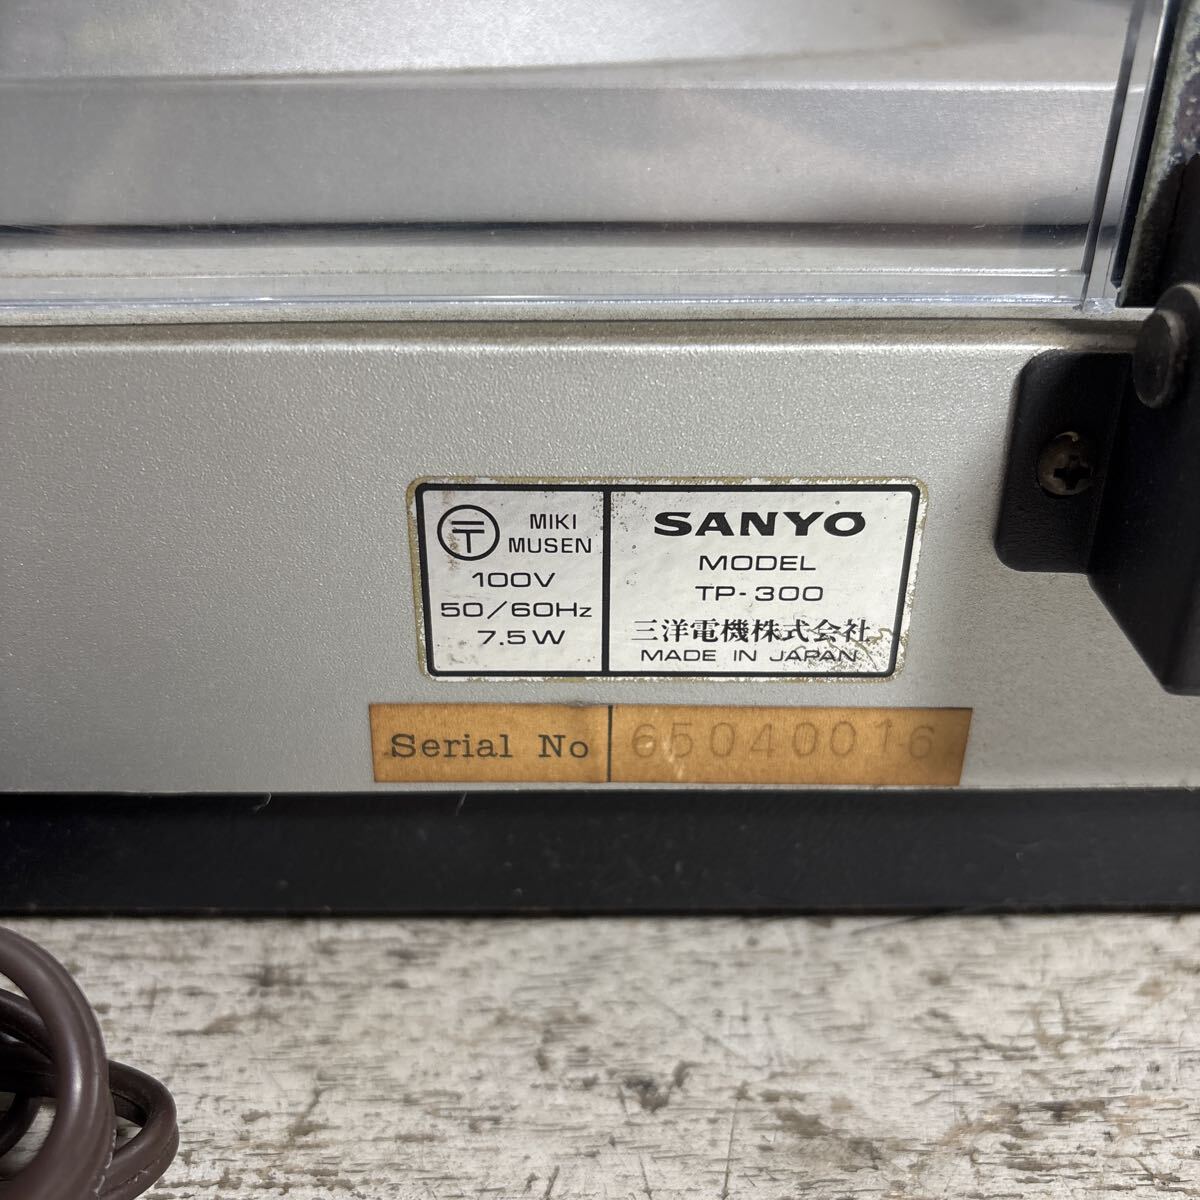 〒 MIKI
MUSEN
100V
50/60Hz
7.5W
SANYO
MODEL
TP-300
三洋電機株式会社
MADE IN JAPAN
Serial No 65040016